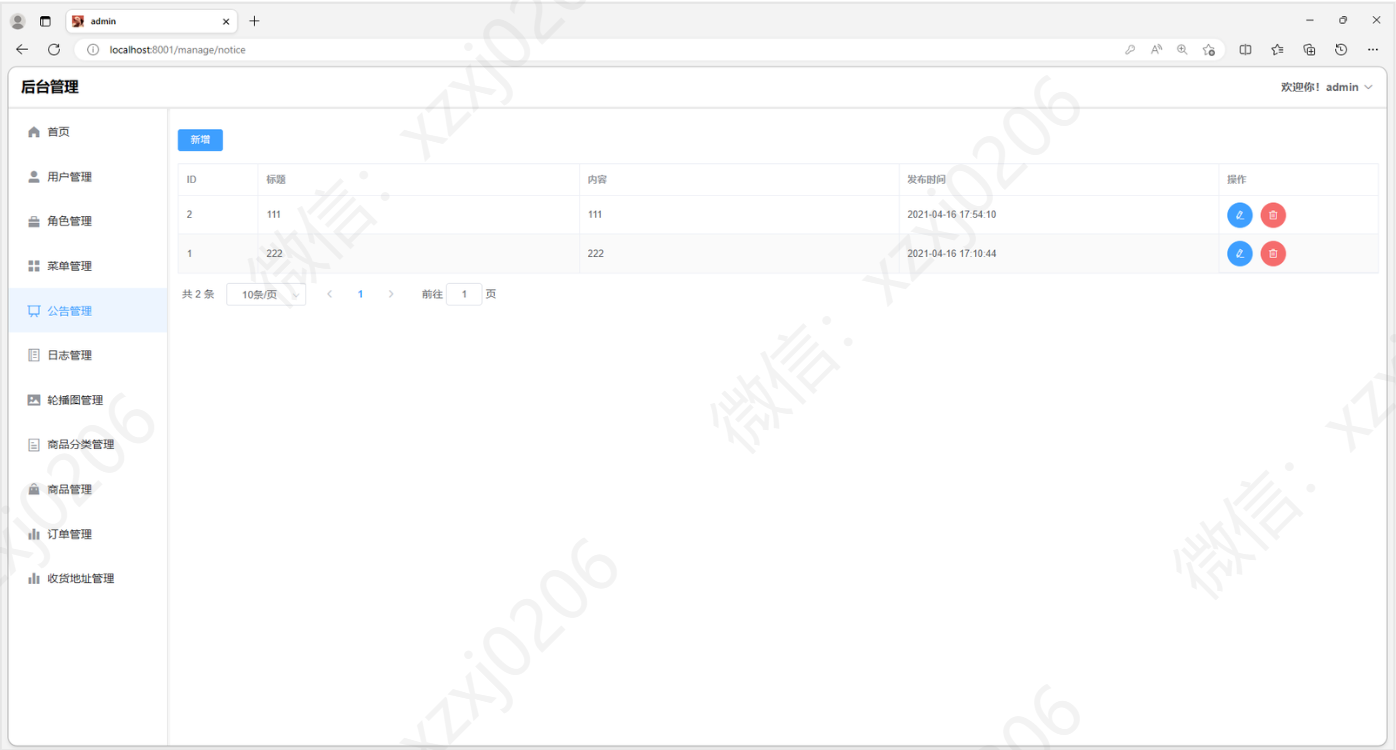 admin
localhost:8001/manage/notice
后台管理
欢迎你！admin
首页
用户管理
角色管理
菜单管理
公告管理
日志管理
轮播图管理
商品分类管理
商品管理
订单管理
收货地址管理
新增
ID 标题 内容 发布时间 操作
2 111 111 2021-04-16 17:54:10
1 222 222 2021-04-16 17:10:44
共 2 条 10条/页 1 前往 1 页
微信：xzxj0206
微信：xzxj0206
微信：xz
xzxj0206
xzxj0206
06